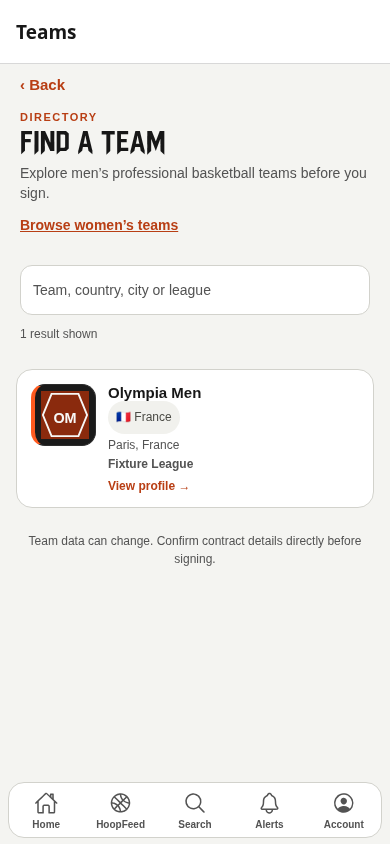 Teams
‹ Back
DIRECTORY
FIND A TEAM
Explore men’s professional basketball teams before you
sign.
Browse women’s teams
Team, country, city or league
1 result shown
OM
Olympia Men
🇫🇷 France
Paris, France
Fixture League
View profile →
Team data can change. Confirm contract details directly before
signing.
Home
HoopFeed
Search
Alerts
Account